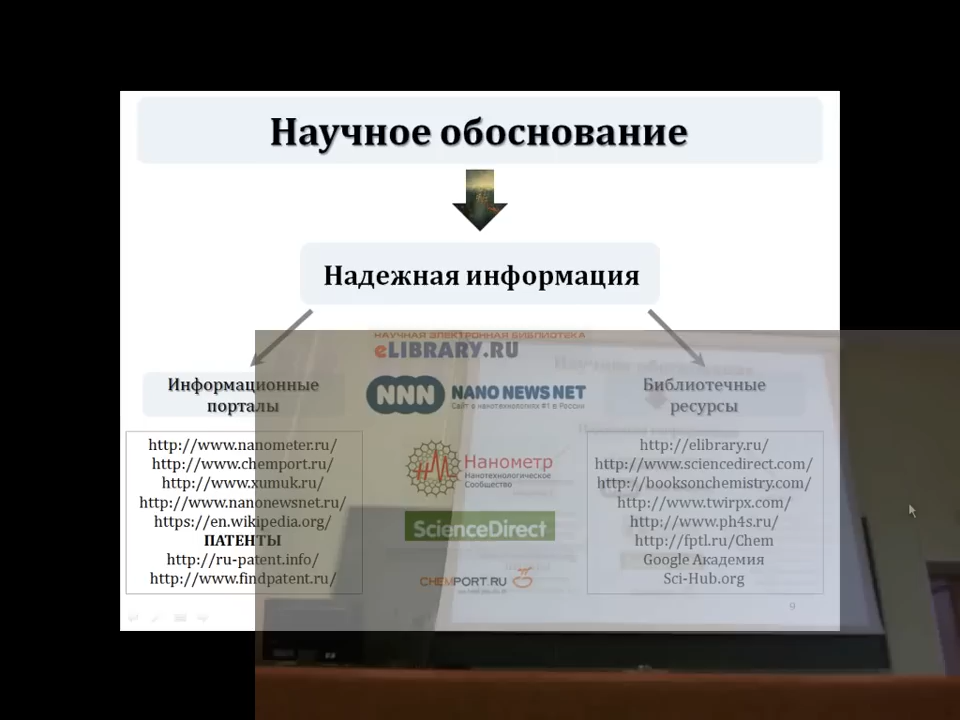 Научное обоснование
Надежная информация
Информационные
порталы
http://www.nanometer.ru/
http://www.chemport.ru/
http://www.xumuk.ru/
http://www.nanonewsnet.ru/
https://en.wikipedia.org/
ПАТЕНТЫ
http://ru-patent.info/
http://www.findpatent.ru/
НАУЧНАЯ ЭЛЕКТРОННАЯ БИБЛИОТЕКА
eLIBRARY.RU
NNN NANO NEWS NET
Сайт о нанотехнологиях #1 в России
Нанометр
Нанотехнологическое
Сообщество
ScienceDirect
CHEMPORT.RU
Библиотечные
ресурсы
http://elibrary.ru/
http://www.sciencedirect.com/
http://booksonchemistry.com/
http://www.twirpx.com/
http://www.ph4s.ru/
http://fptl.ru/Chem
Google Академия
Sci-Hub.org
9